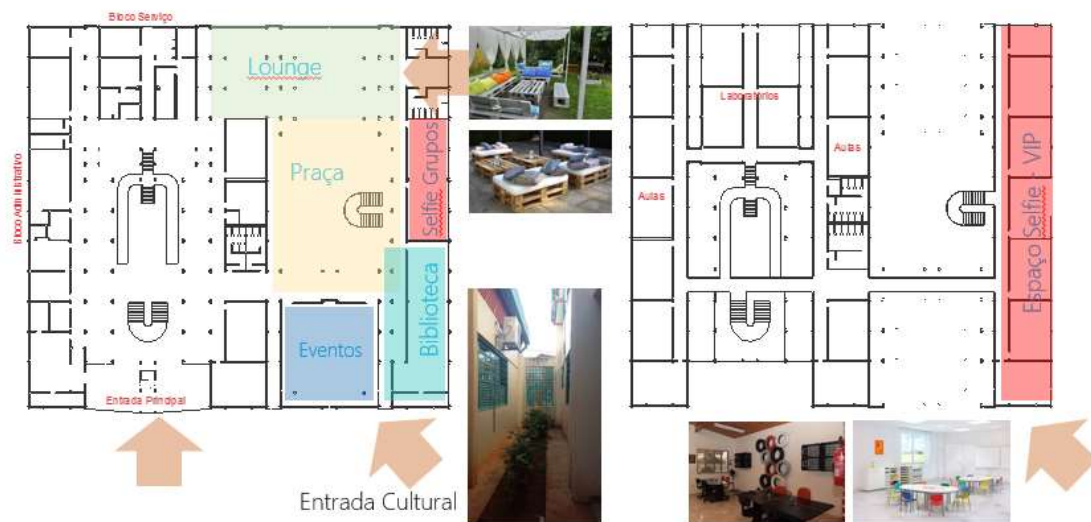 Bloco Serviço
Lounge
Bloco Administrativo
Praça
Selfie Grupos
Biblioteca
Eventos
Entrada Principal
Entrada Cultural
Laboratórios
Aulas
Aulas
Espaço Selfie - VIP